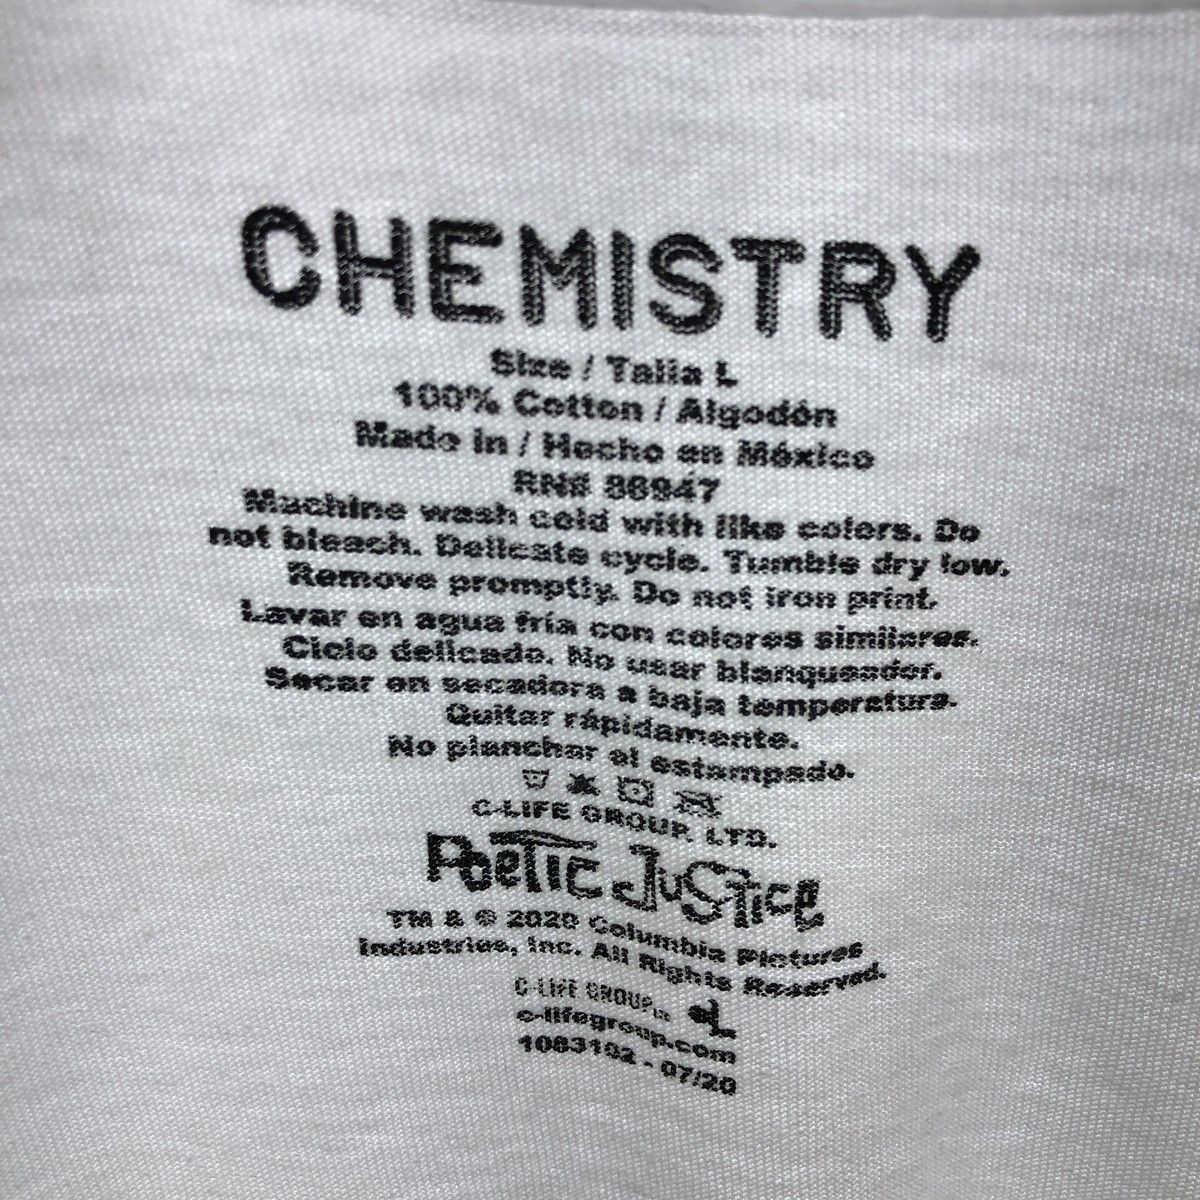 CHEMISTRY
Size / Talla L
100% Cotton / Algodón
Made in / Hecho en México
RN# 86947
Machine wash cold with like colors. Do
not bleach. Delicate cycle. Tumble dry low.
Remove promptly. Do not iron print.
Lavar en agua fría con colores similares.
Ciclo delicado. No usar blanqueador.
Secar en secadora a baja temperatura.
Quitar rápidamente.
No planchar el estampado.
C-LIFE GROUP, LTD.
Poetic Justice
TM & © 2020 Columbia Pictures
Industries, Inc. All Rights Reserved.
C-LIFE GROUP
c-lifegroup.com
1083102 - 07/20